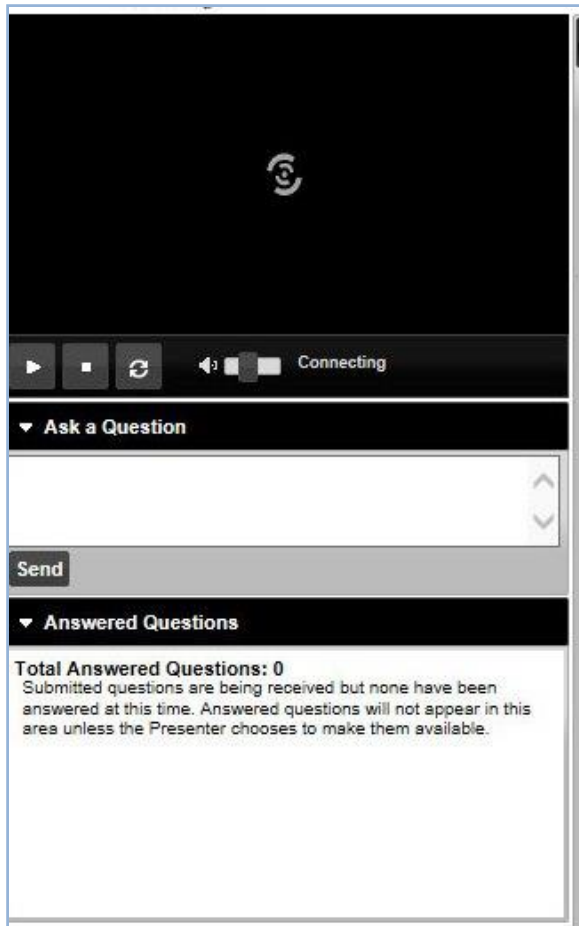 Connecting
Ask a Question
Send
Answered Questions
Total Answered Questions: 0
Submitted questions are being received but none have been
answered at this time. Answered questions will not appear in this
area unless the Presenter chooses to make them available.